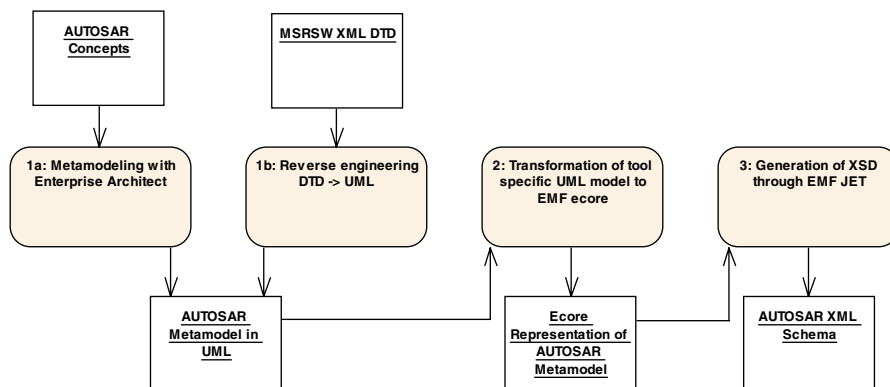 AUTOSAR
Concepts
MSRSW XML DTD
1a: Metamodeling with
Enterprise Architect
1b: Reverse engineering
DTD -> UML
2: Transformation of tool
specific UML model to
EMF ecore
3: Generation of XSD
through EMF JET
AUTOSAR
Metamodel in
UML
Ecore
Representation of
AUTOSAR
Metamodel
AUTOSAR XML
Schema